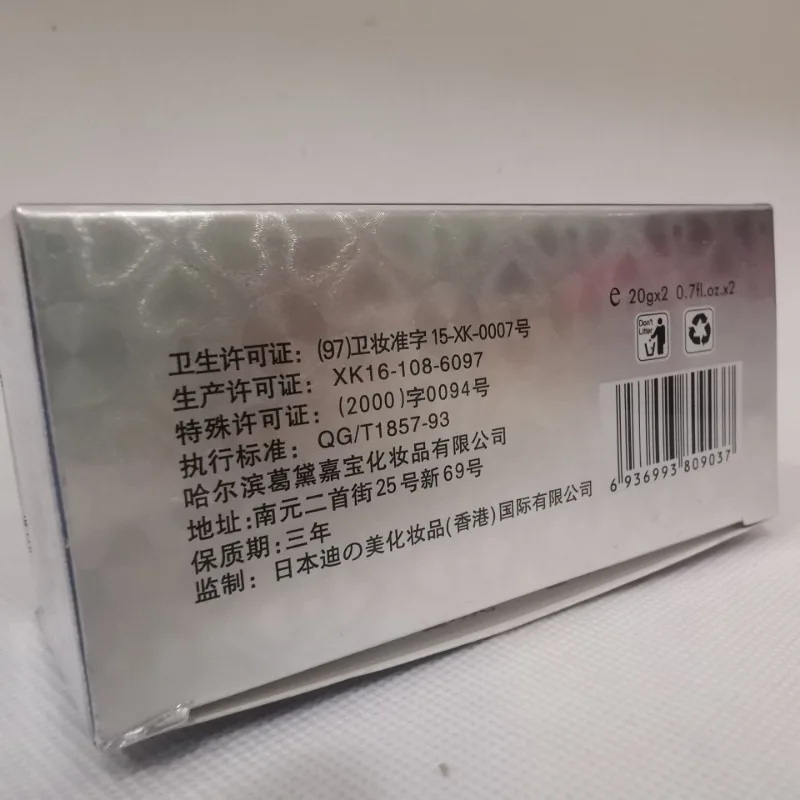 e 20gx2 0.7fl.oz.x2
Don't
Litter
卫生许可证：(97)卫妆准字15-XK-0007号
生产许可证： XK16-108-6097
特殊许可证：(2000)字0094号
执行标准： QG/T1857-93
哈尔滨葛黛嘉宝化妆品有限公司
地址:南元二首街25号新69号
保质期:三年
监制： 日本迪の美化妆品(香港)国际有限公司
6 936993 809037